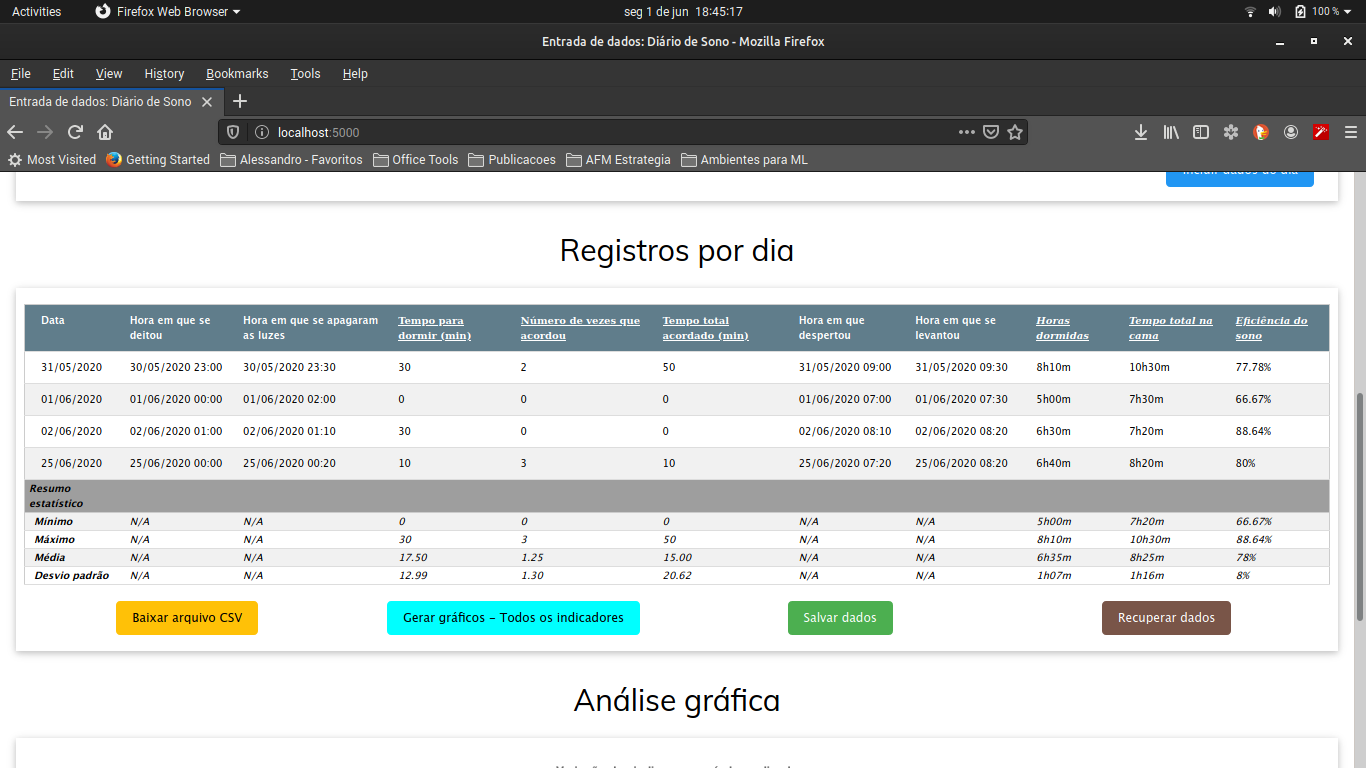 Activities Firefox Web Browser seg 1 de jun 18:45:17 100 %
Entrada de dados: Diário de Sono - Mozilla Firefox
File Edit View History Bookmarks Tools Help
Entrada de dados: Diário de Sono
localhost:5000
Most Visited Getting Started Alessandro - Favoritos Office Tools Publicacoes AFM Estrategia Ambientes para ML
Incluir dados do dia
Registros por dia
Data Hora em que se deitou Hora em que se apagaram as luzes Tempo para dormir (min) Número de vezes que acordou Tempo total acordado (min) Hora em que despertou Hora em que se levantou Horas dormidas Tempo total na cama Eficiência do sono
31/05/2020 30/05/2020 23:00 30/05/2020 23:30 30 2 50 31/05/2020 09:00 31/05/2020 09:30 8h10m 10h30m 77.78%
01/06/2020 01/06/2020 00:00 01/06/2020 02:00 0 0 0 01/06/2020 07:00 01/06/2020 07:30 5h00m 7h30m 66.67%
02/06/2020 02/06/2020 01:00 02/06/2020 01:10 30 0 0 02/06/2020 08:10 02/06/2020 08:20 6h30m 7h20m 88.64%
25/06/2020 25/06/2020 00:00 25/06/2020 00:20 10 3 10 25/06/2020 07:20 25/06/2020 08:20 6h40m 8h20m 80%
Resumo estatístico
Mínimo N/A N/A 0 0 0 N/A N/A 5h00m 7h20m 66.67%
Máximo N/A N/A 30 3 50 N/A N/A 8h10m 10h30m 88.64%
Média N/A N/A 17.50 1.25 15.00 N/A N/A 6h35m 8h25m 78%
Desvio padrão N/A N/A 12.99 1.30 20.62 N/A N/A 1h07m 1h16m 8%
Baixar arquivo CSV Gerar gráficos - Todos os indicadores Salvar dados Recuperar dados
Análise gráfica